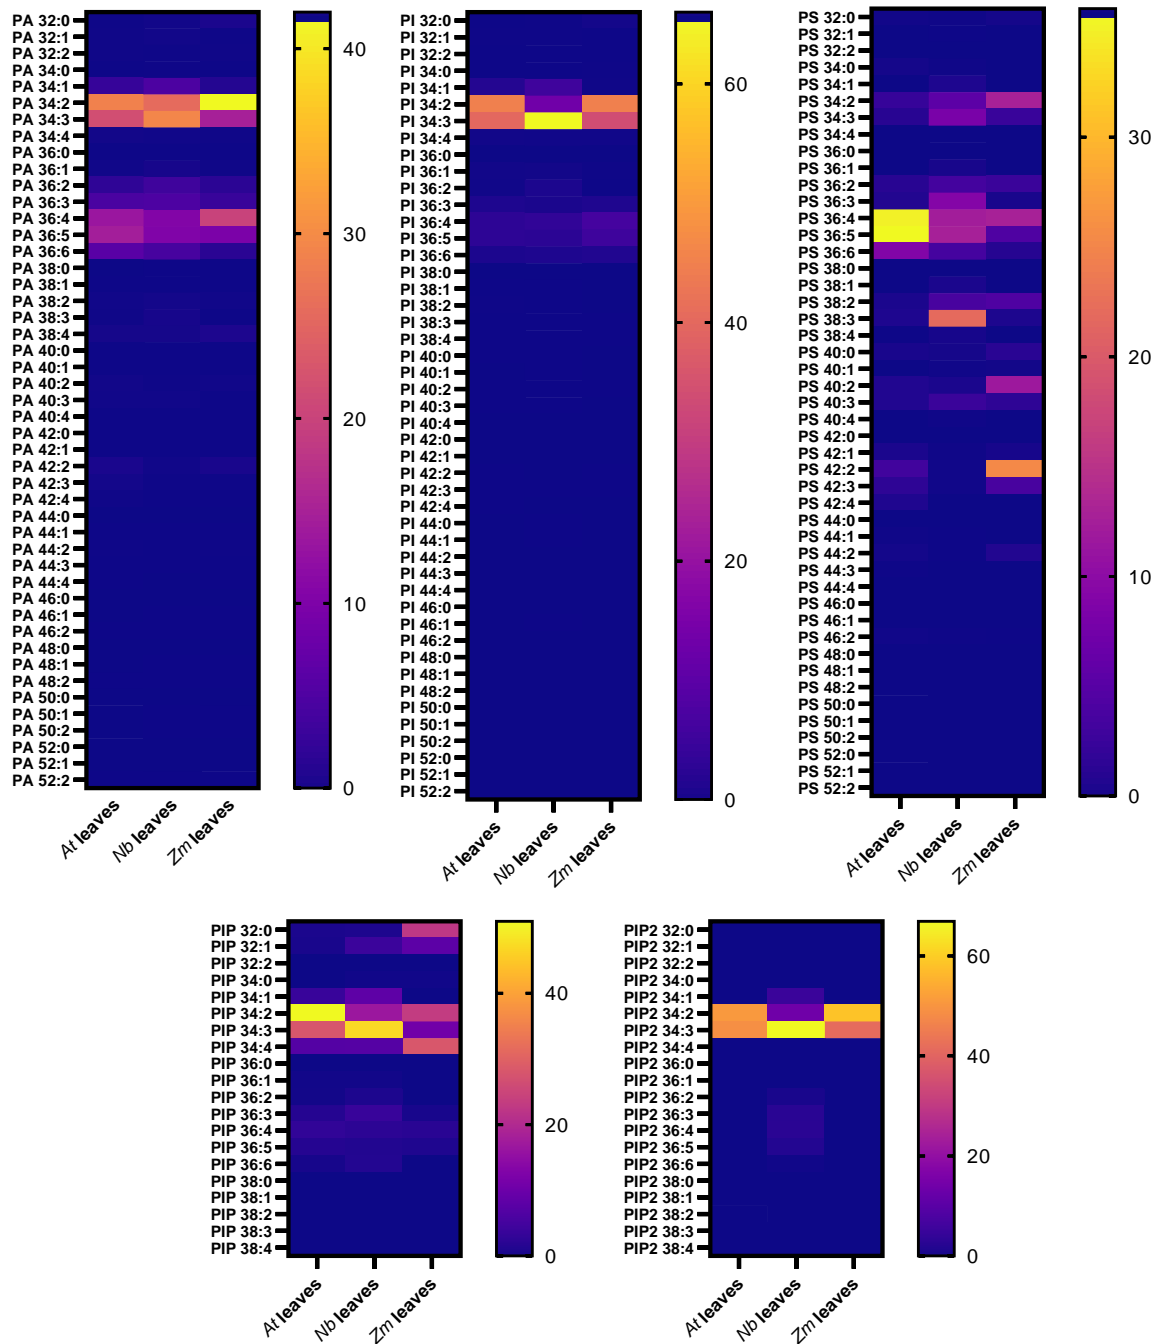 PA 32:0
PA 32:1
PA 32:2
PA 34:0
PA 34:1
PA 34:2
PA 34:3
PA 34:4
PA 36:0
PA 36:1
PA 36:2
PA 36:3
PA 36:4
PA 36:5
PA 36:6
PA 38:0
PA 38:1
PA 38:2
PA 38:3
PA 38:4
PA 40:0
PA 40:1
PA 40:2
PA 40:3
PA 40:4
PA 42:0
PA 42:1
PA 42:2
PA 42:3
PA 42:4
PA 44:0
PA 44:1
PA 44:2
PA 44:3
PA 44:4
PA 46:0
PA 46:1
PA 46:2
PA 48:0
PA 48:1
PA 48:2
PA 50:0
PA 50:1
PA 50:2
PA 52:0
PA 52:1
PA 52:2
At leaves
Nb leaves
Zm leaves
40
30
20
10
0
PI 32:0
PI 32:1
PI 32:2
PI 34:0
PI 34:1
PI 34:2
PI 34:3
PI 34:4
PI 36:0
PI 36:1
PI 36:2
PI 36:3
PI 36:4
PI 36:5
PI 36:6
PI 38:0
PI 38:1
PI 38:2
PI 38:3
PI 38:4
PI 40:0
PI 40:1
PI 40:2
PI 40:3
PI 40:4
PI 42:0
PI 42:1
PI 42:2
PI 42:3
PI 42:4
PI 44:0
PI 44:1
PI 44:2
PI 44:3
PI 44:4
PI 46:0
PI 46:1
PI 46:2
PI 48:0
PI 48:1
PI 48:2
PI 50:0
PI 50:1
PI 50:2
PI 52:0
PI 52:1
PI 52:2
At leaves
Nb leaves
Zm leaves
60
40
20
0
PS 32:0
PS 32:1
PS 32:2
PS 34:0
PS 34:1
PS 34:2
PS 34:3
PS 34:4
PS 36:0
PS 36:1
PS 36:2
PS 36:3
PS 36:4
PS 36:5
PS 36:6
PS 38:0
PS 38:1
PS 38:2
PS 38:3
PS 38:4
PS 40:0
PS 40:1
PS 40:2
PS 40:3
PS 40:4
PS 42:0
PS 42:1
PS 42:2
PS 42:3
PS 42:4
PS 44:0
PS 44:1
PS 44:2
PS 44:3
PS 44:4
PS 46:0
PS 46:1
PS 46:2
PS 48:0
PS 48:1
PS 48:2
PS 50:0
PS 50:1
PS 50:2
PS 52:0
PS 52:1
PS 52:2
At leaves
Nb leaves
Zm leaves
30
20
10
0
PIP 32:0
PIP 32:1
PIP 32:2
PIP 34:0
PIP 34:1
PIP 34:2
PIP 34:3
PIP 34:4
PIP 36:0
PIP 36:1
PIP 36:2
PIP 36:3
PIP 36:4
PIP 36:5
PIP 36:6
PIP 38:0
PIP 38:1
PIP 38:2
PIP 38:3
PIP 38:4
At leaves
Nb leaves
Zm leaves
40
20
0
PIP2 32:0
PIP2 32:1
PIP2 32:2
PIP2 34:0
PIP2 34:1
PIP2 34:2
PIP2 34:3
PIP2 34:4
PIP2 36:0
PIP2 36:1
PIP2 36:2
PIP2 36:3
PIP2 36:4
PIP2 36:5
PIP2 36:6
PIP2 38:0
PIP2 38:1
PIP2 38:2
PIP2 38:3
PIP2 38:4
At leaves
Nb leaves
Zm leaves
60
40
20
0